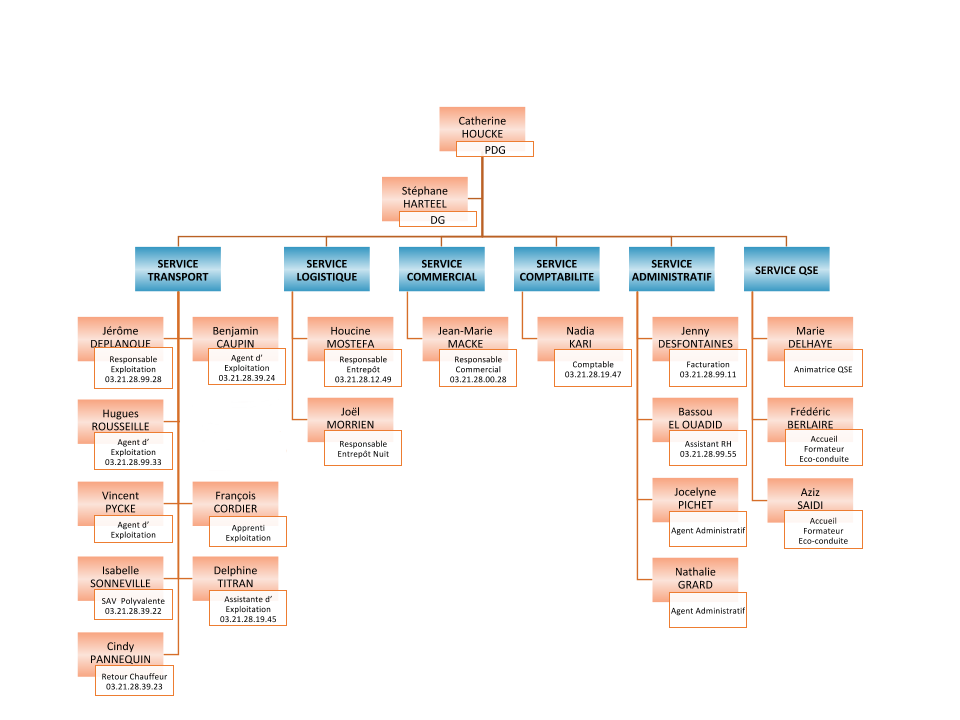 Catherine
HOUCKE
PDG
Stéphane
HARTEEL
DG
SERVICE
TRANSPORT
SERVICE
LOGISTIQUE
SERVICE
COMMERCIAL
SERVICE
COMPTABILITE
SERVICE
ADMINISTRATIF
SERVICE QSE
Jérôme
DEPLANQUE
Responsable
Exploitation
03.21.28.99.28
Benjamin
CAUPIN
Agent d’
Exploitation
03.21.28.39.24
Hugues
ROUSSEILLE
Agent d’
Exploitation
03.21.28.99.33
Vincent
PYCKE
Agent d’
Exploitation
François
CORDIER
Apprenti
Exploitation
Isabelle
SONNEVILLE
SAV Polyvalente
03.21.28.39.22
Delphine
TITRAN
Assistante d’
Exploitation
03.21.28.19.45
Cindy
PANNEQUIN
Retour Chauffeur
03.21.28.39.23
Houcine
MOSTEFA
Responsable
Entrepôt
03.21.28.12.49
Joël
MORRIEN
Responsable
Entrepôt Nuit
Jean-Marie
MACKE
Responsable
Commercial
03.21.28.00.28
Nadia
KARI
Comptable
03.21.28.19.47
Jenny
DESFONTAINES
Facturation
03.21.28.99.11
Bassou
EL OUADID
Assistant RH
03.21.28.99.55
Jocelyne
PICHET
Agent Administratif
Nathalie
GRARD
Agent Administratif
Marie
DELHAYE
Animatrice QSE
Frédéric
BERLAIRE
Accueil
Formateur
Eco-conduite
Aziz
SAIDI
Accueil
Formateur
Eco-conduite